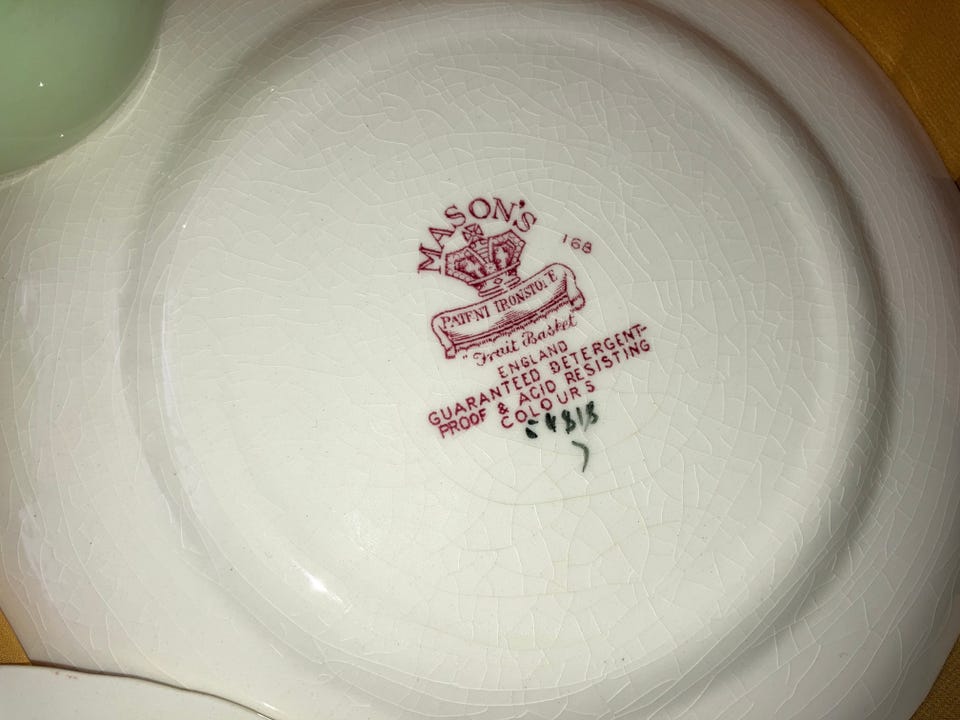 MASON'S
168
PATENT IRONSTONE
"Fruit Basket
ENGLAND
GUARANTEED DETERGENT-
PROOF & ACID RESISTING
COLOURS